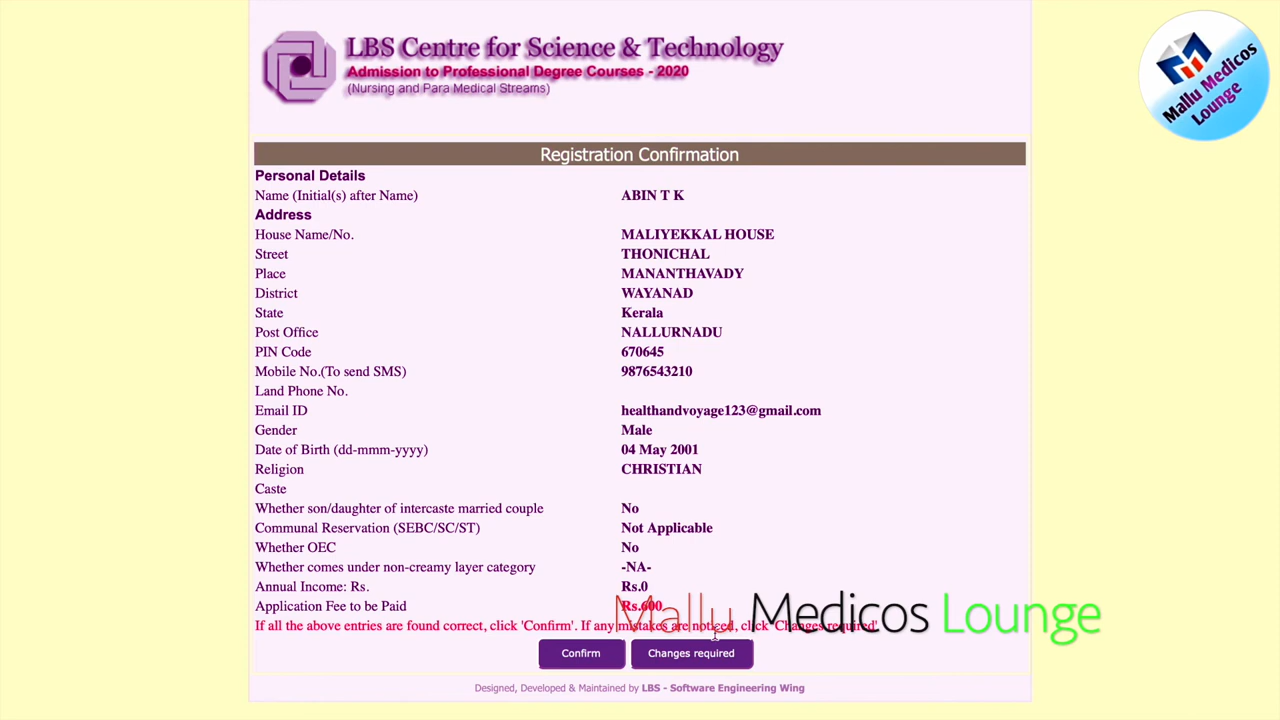 LBS Centre for Science & Technology
Admission to Professional Degree Courses - 2020
(Nursing and Para Medical Streams)
Mallu Medicos
Lounge
Registration Confirmation
Personal Details
Name (Initial(s) after Name) ABIN T K
Address
House Name/No. MALIYEKKAL HOUSE
Street THONICHAL
Place MANANTHAVADY
District WAYANAD
State Kerala
Post Office NALLURNADU
PIN Code 670645
Mobile No.(To send SMS) 9876543210
Land Phone No.
Email ID healthandvoyage123@gmail.com
Gender Male
Date of Birth (dd-mmm-yyyy) 04 May 2001
Religion CHRISTIAN
Caste
Whether son/daughter of intercaste married couple No
Communal Reservation (SEBC/SC/ST) Not Applicable
Whether OEC No
Whether comes under non-creamy layer category -NA-
Annual Income: Rs. Rs.0
Application Fee to be Paid Rs.600
Mallu Medicos Lounge
If all the above entries are found correct, click 'Confirm'. If any mistakes are noticed, click 'Changes required'
Confirm Changes required
Designed, Developed & Maintained by LBS - Software Engineering Wing